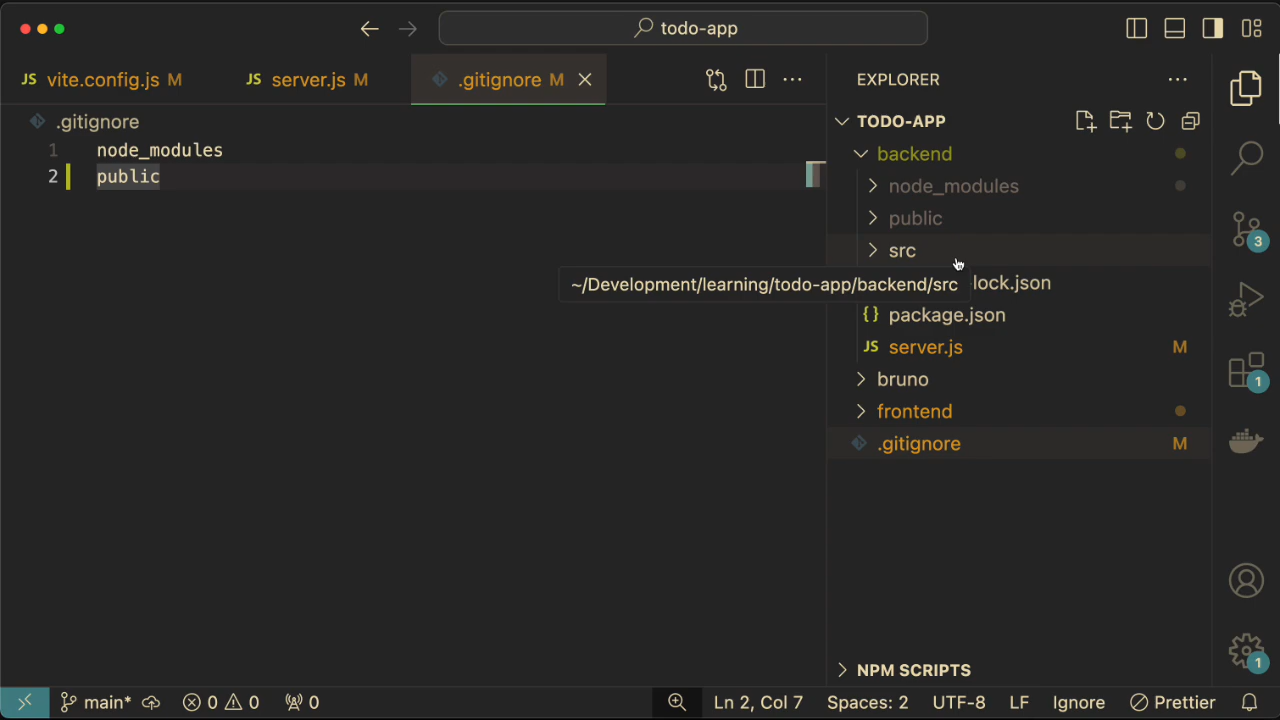 todo-app
JS vite.config.js M
JS server.js M
.gitignore M
.gitignore
1 node_modules
2 public
EXPLORER
TODO-APP
backend
node_modules
public
src
~/Development/learning/todo-app/backend/src
lock.json
{} package.json
JS server.js M
bruno
frontend
.gitignore M
NPM SCRIPTS
3
1
1
main*
0
0
0
Ln 2, Col 7
Spaces: 2
UTF-8
LF
Ignore
Prettier